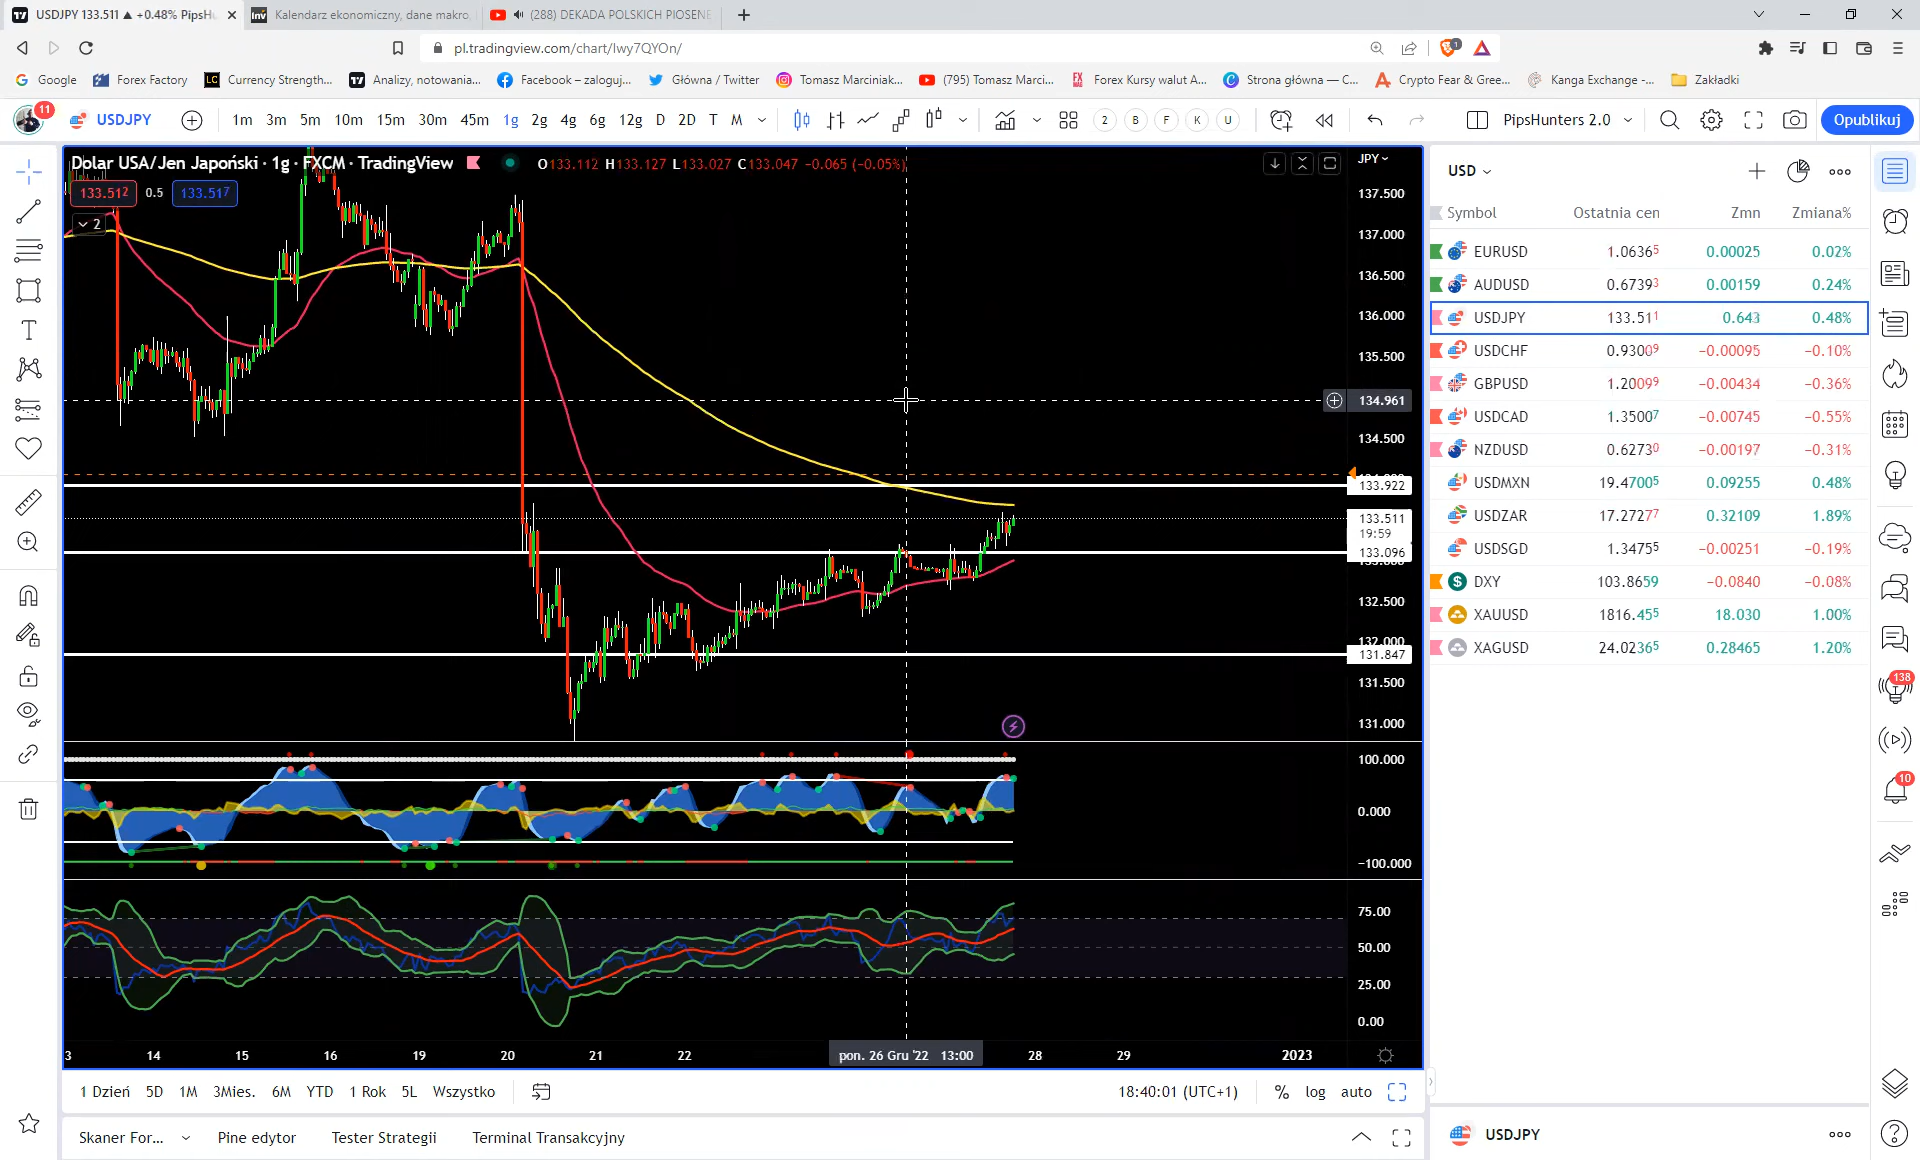 USDJPY 133.511 ▲ +0.48% PipsHun
Kalendarz ekonomiczny, dane makro,
(288) DEKADA POLSKICH PIOSENE
pl.tradingview.com/chart/Iwy7QYOn/
Google
Forex Factory
Currency Strength...
Analizy, notowania...
Facebook – zaloguj...
Główna / Twitter
Tomasz Marciniak...
(795) Tomasz Marci...
Forex Kursy walut A...
Strona główna — C...
Crypto Fear & Gree...
Kanga Exchange -...
Zakładki
11
USDJPY
1m 3m 5m 10m 15m 30m 45m 1g 2g 4g 6g 12g D 2D T M
2 B F K U
PipsHunters 2.0
Opublikuj
Dolar USA/Jen Japoński · 1g · FXCM · TradingView
O133.112 H133.127 L133.027 C133.047 −0.065 (−0.05%)
133.512 0.5 133.517
2
JPY
137.500
137.000
136.500
136.000
135.500
134.961
134.500
133.922
133.511
19:59
133.096
132.500
132.000
131.847
131.500
131.000
100.000
0.000
−100.000
75.00
50.00
25.00
0.00
3 14 15 16 19 20 21 22 pon. 26 Gru '22 13:00 28 29 2023
1 Dzień 5D 1M 3Mies. 6M YTD 1 Rok 5L Wszystko
18:40:01 (UTC+1) % log auto
Skaner For... Pine edytor Tester Strategii Terminal Transakcyjny
USD
Symbol Ostatnia cen Zmn Zmiana%
EURUSD 1.06365 0.00025 0.02%
AUDUSD 0.67393 0.00159 0.24%
USDJPY 133.511 0.643 0.48%
USDCHF 0.93009 −0.00095 −0.10%
GBPUSD 1.20099 −0.00434 −0.36%
USDCAD 1.35007 −0.00745 −0.55%
NZDUSD 0.62730 −0.00197 −0.31%
USDMXN 19.47005 0.09255 0.48%
USDZAR 17.27277 0.32109 1.89%
USDSGD 1.34755 −0.00251 −0.19%
DXY 103.8659 −0.0840 −0.08%
XAUUSD 1816.455 18.030 1.00%
XAGUSD 24.02365 0.28465 1.20%
138
10
USDJPY